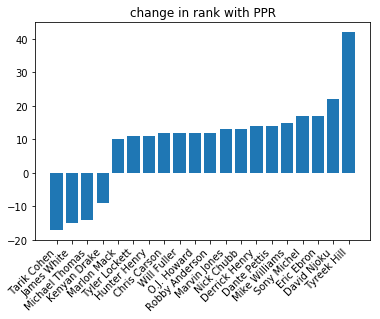 change in rank with PPR
40
30
20
10
0
−10
−20
Tarik Cohen
James White
Michael Thomas
Kenyan Drake
Marlon Mack
Tyler Lockett
Hunter Henry
Chris Carson
Will Fuller
O.J. Howard
Robby Anderson
Marvin Jones
Nick Chubb
Derrick Henry
Dante Pettis
Mike Williams
Sony Michel
Eric Ebron
David Njoku
Tyreek Hill